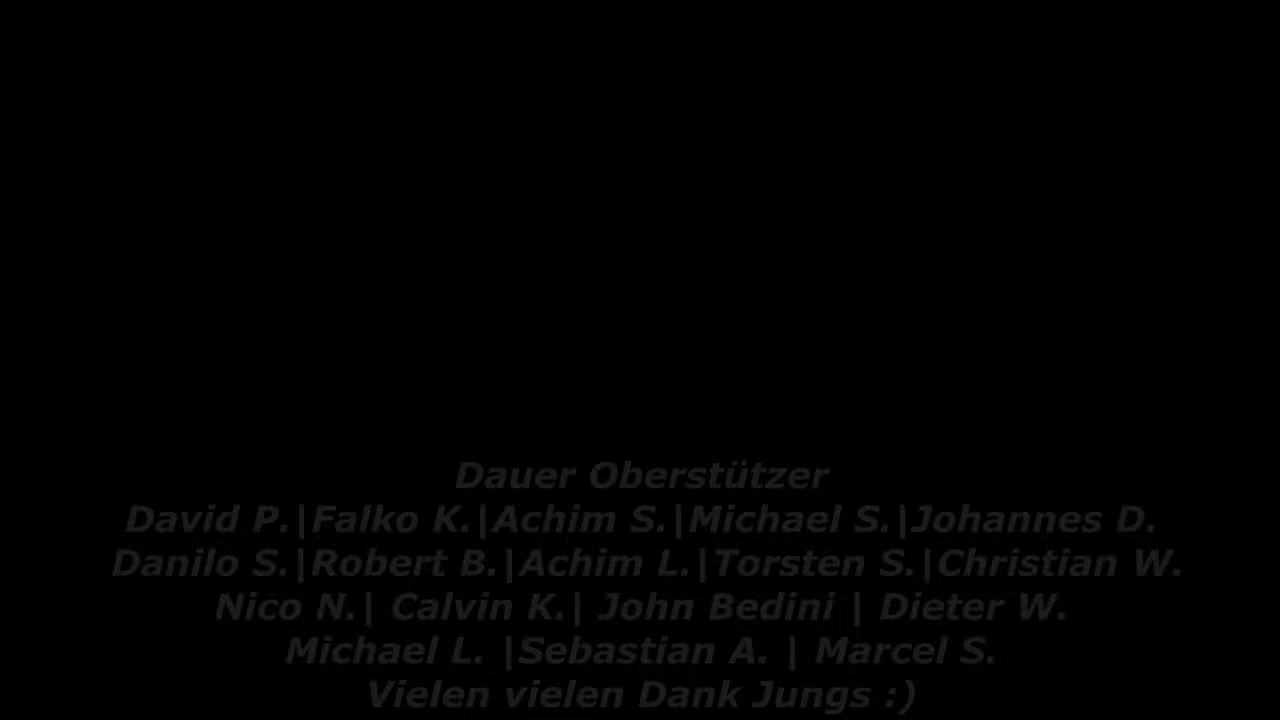 Dauer Oberstützer
David P.|Falko K.|Achim S.|Michael S.|Johannes D.
Danilo S.|Robert B.|Achim L.|Torsten S.|Christian W.
Nico N.| Calvin K.| John Bedini | Dieter W.
Michael L. |Sebastian A. | Marcel S.
Vielen vielen Dank Jungs :)